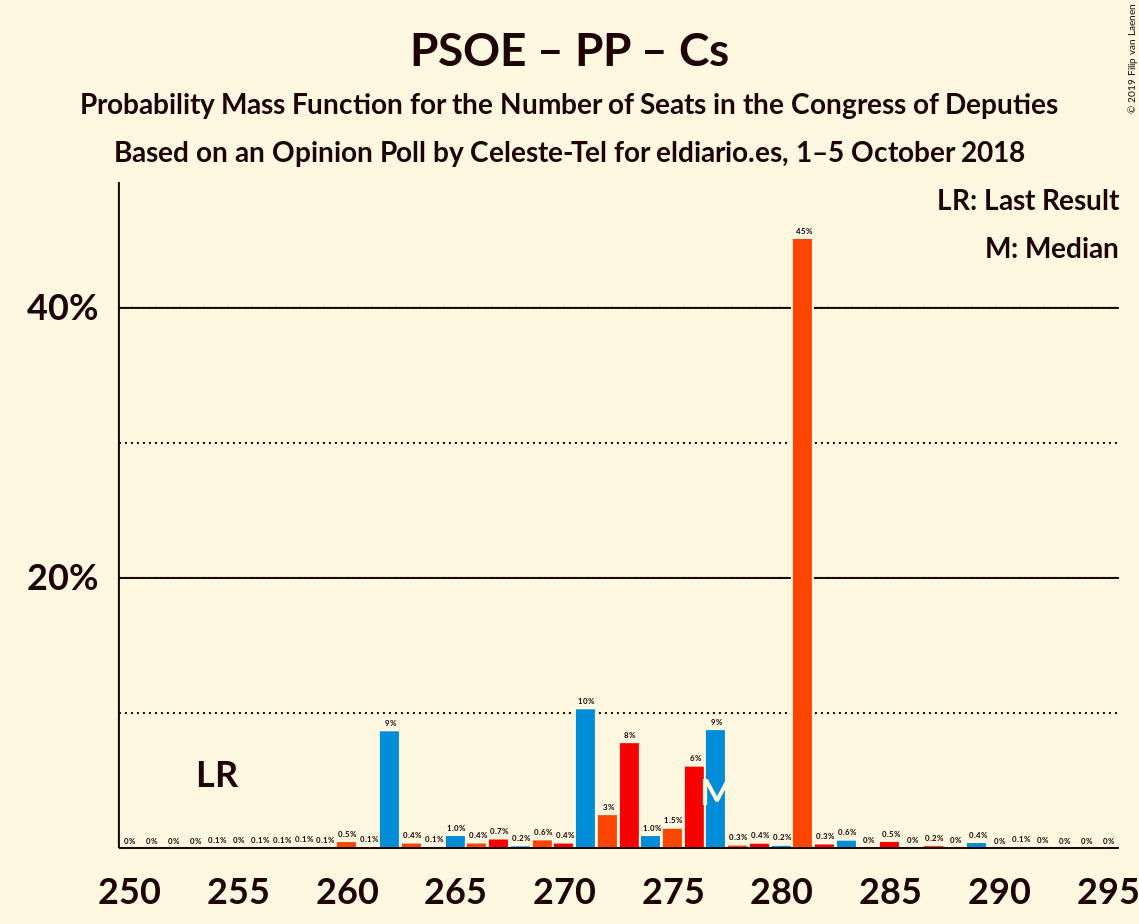 PSOE – PP – Cs
Probability Mass Function for the Number of Seats in the Congress of Deputies
Based on an Opinion Poll by Celeste-Tel for eldiario.es, 1–5 October 2018
© 2019 Filip van Laenen
LR: Last Result
M: Median
45%
40%
20%
10%
9% 9%
8%
6%
LR
M
3%
0% 0% 0% 0% 0.1% 0% 0.1% 0.1% 0.1% 0.1% 0.5% 0.1% 0.4% 0.1% 1.0% 0.4% 0.7% 0.2% 0.6% 0.4% 1.0% 1.5% 0.3% 0.4% 0.2% 0.3% 0.6% 0% 0.5% 0% 0.2% 0% 0.4% 0% 0.1% 0% 0% 0% 0%
250 255 260 265 270 275 280 285 290 295